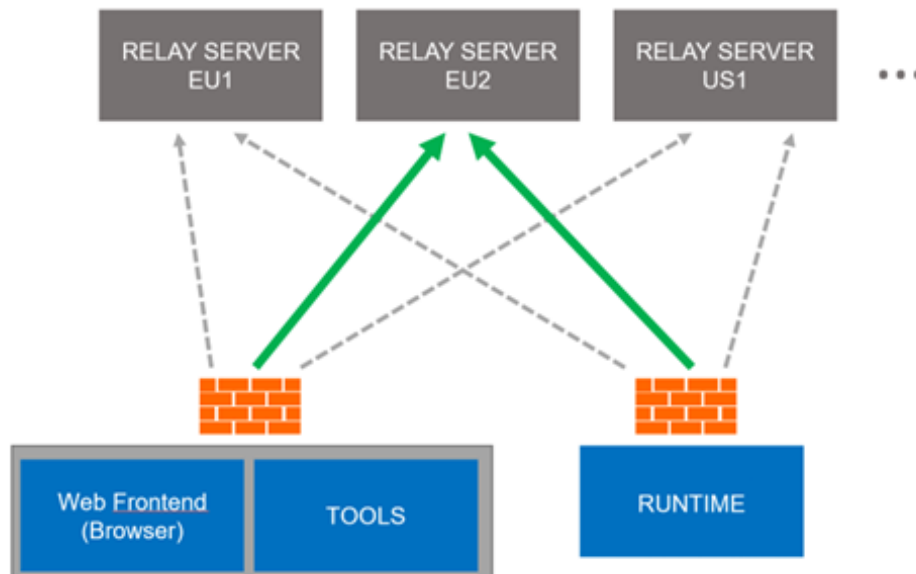 RELAY SERVER
EU1
RELAY SERVER
EU2
RELAY SERVER
US1
...
Web Frontend
(Browser)
TOOLS
RUNTIME